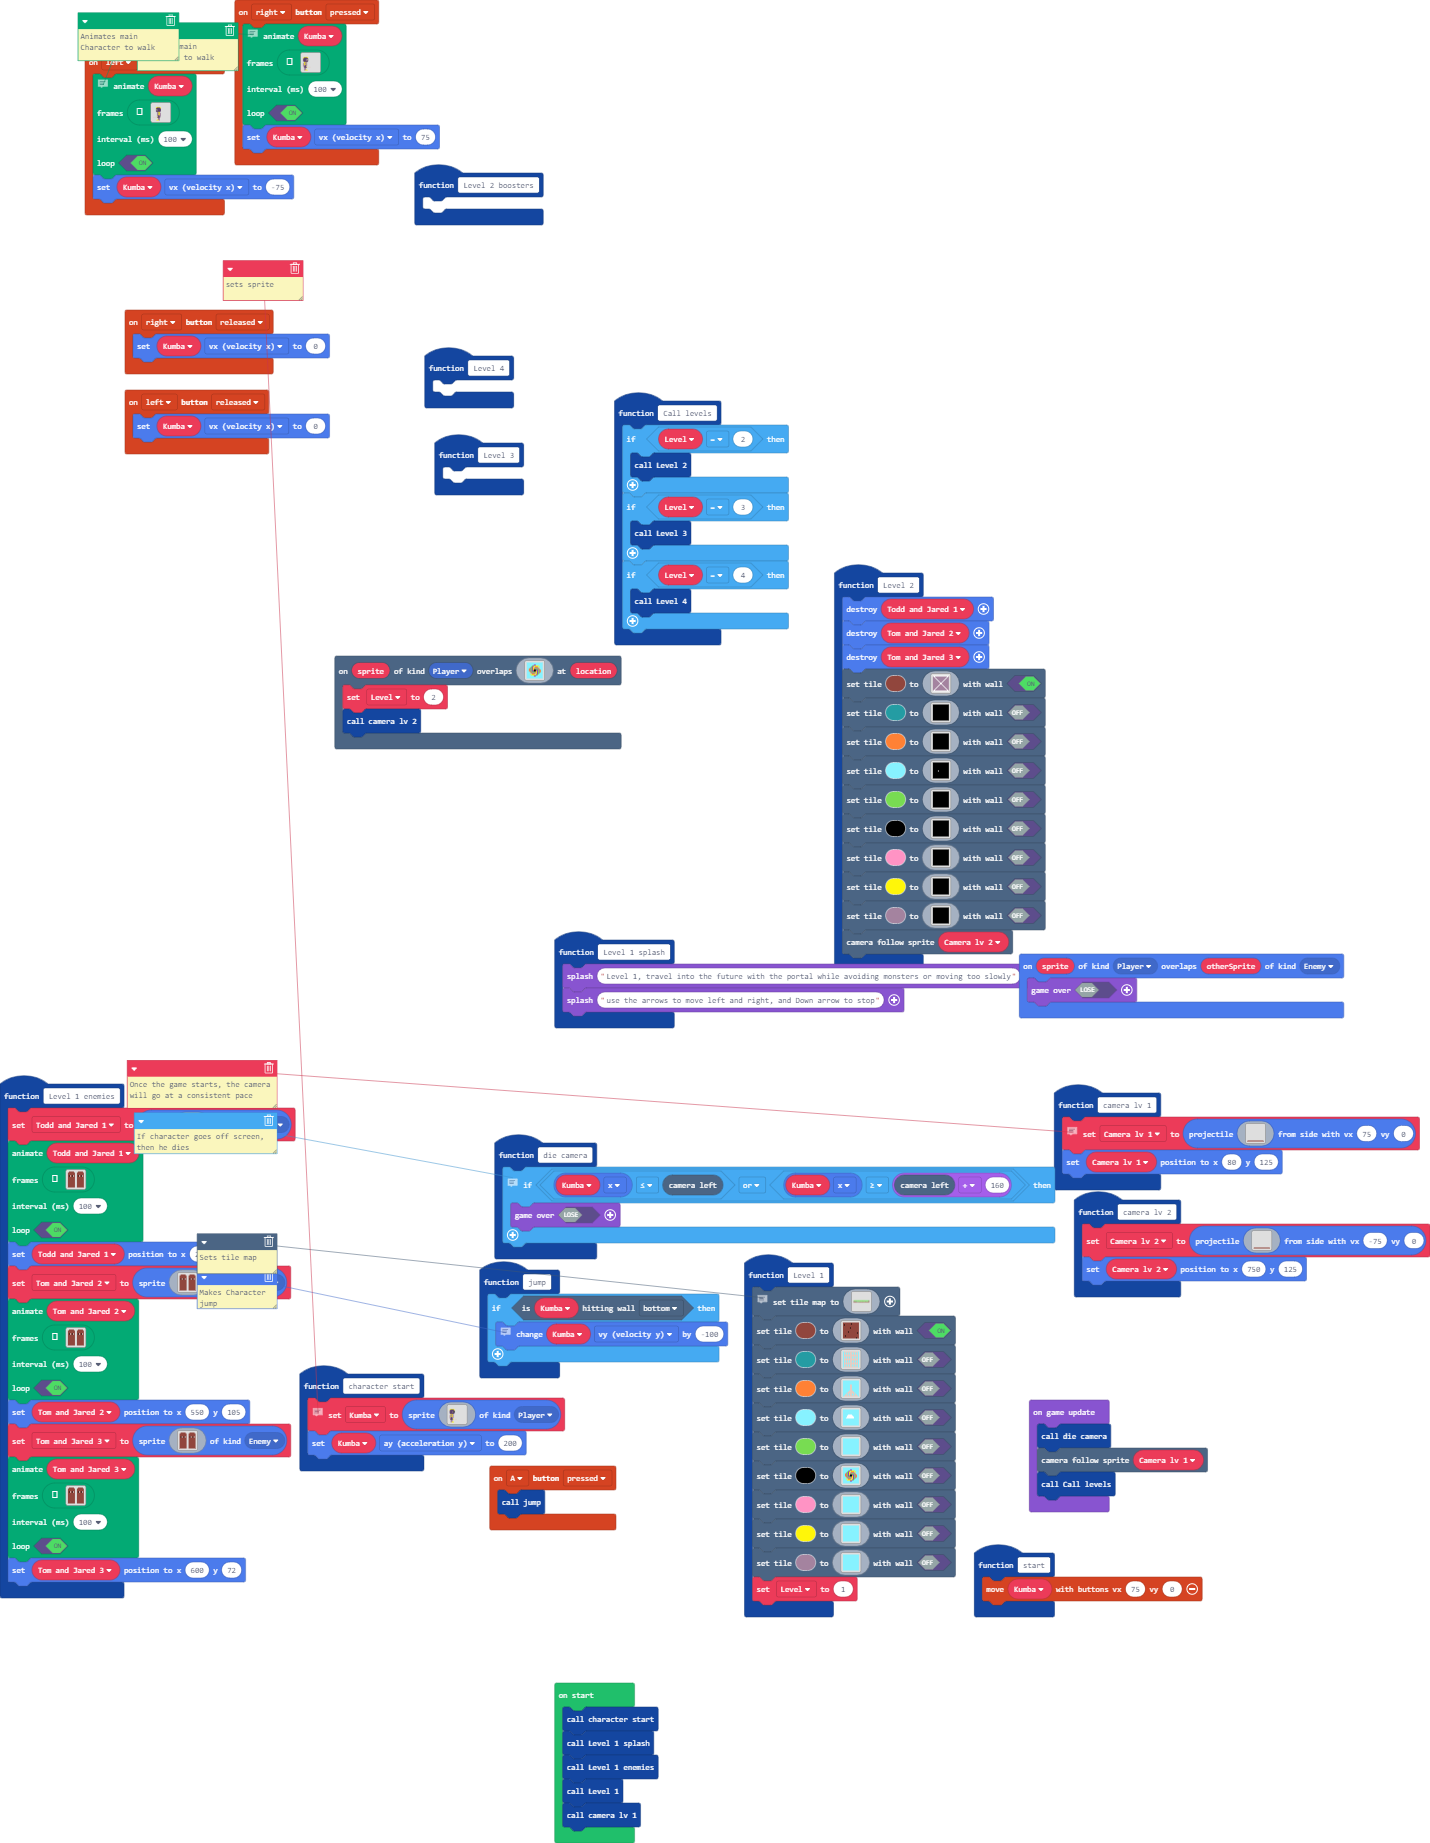 on right button pressed
animate Kumba
frames
interval (ms) 100
loop ON
set Kumba vx (velocity x) to 75
Animates main
Character to walk
main
to walk
on left
animate Kumba
frames
interval (ms) 100
loop ON
set Kumba vx (velocity x) to -75
function Level 2 boosters
sets sprite
on right button released
set Kumba vx (velocity x) to 0
on left button released
set Kumba vx (velocity x) to 0
function Level 4
function Level 3
function Call levels
if Level = 2 then
call Level 2
if Level = 3 then
call Level 3
if Level = 4 then
call Level 4
on sprite of kind Player overlaps at location
set Level to 2
call camera lv 2
function Level 2
destroy Todd and Jared 1
destroy Tom and Jared 2
destroy Tom and Jared 3
set tile to with wall ON
set tile to with wall OFF
set tile to with wall OFF
set tile to with wall OFF
set tile to with wall OFF
set tile to with wall OFF
set tile to with wall OFF
set tile to with wall OFF
set tile to with wall OFF
camera follow sprite Camera lv 2
function Level 1 splash
splash "Level 1, travel into the future with the portal while avoiding monsters or moving too slowly"
splash "use the arrows to move left and right, and Down arrow to stop"
on sprite of kind Player overlaps otherSprite of kind Enemy
game over LOSE
Once the game starts, the camera
will go at a consistent pace
If character goes off screen,
then he dies
function Level 1 enemies
set Todd and Jared 1 to
animate Todd and Jared 1
frames
interval (ms) 100
loop ON
set Todd and Jared 1 position to x
Sets tile map
Makes Character
jump
set Tom and Jared 2 to sprite
animate Tom and Jared 2
frames
interval (ms) 100
loop ON
set Tom and Jared 2 position to x 550 y 105
set Tom and Jared 3 to sprite of kind Enemy
animate Tom and Jared 3
frames
interval (ms) 100
loop ON
set Tom and Jared 3 position to x 600 y 72
function die camera
if Kumba x ≤ camera left or Kumba x ≥ camera left + 160 then
game over LOSE
function camera lv 1
set Camera lv 1 to projectile from side with vx 75 vy 0
set Camera lv 1 position to x 80 y 125
function camera lv 2
set Camera lv 2 to projectile from side with vx -75 vy 0
set Camera lv 2 position to x 750 y 125
function jump
if is Kumba hitting wall bottom then
change Kumba vy (velocity y) by -100
function character start
set Kumba to sprite of kind Player
set Kumba ay (acceleration y) to 200
on A button pressed
call jump
function Level 1
set tile map to
set tile to with wall ON
set tile to with wall OFF
set tile to with wall OFF
set tile to with wall OFF
set tile to with wall OFF
set tile to with wall OFF
set tile to with wall OFF
set tile to with wall OFF
set tile to with wall OFF
set Level to 1
on game update
call die camera
camera follow sprite Camera lv 1
call Call levels
function start
move Kumba with buttons vx 75 vy 0
on start
call character start
call Level 1 splash
call Level 1 enemies
call Level 1
call camera lv 1